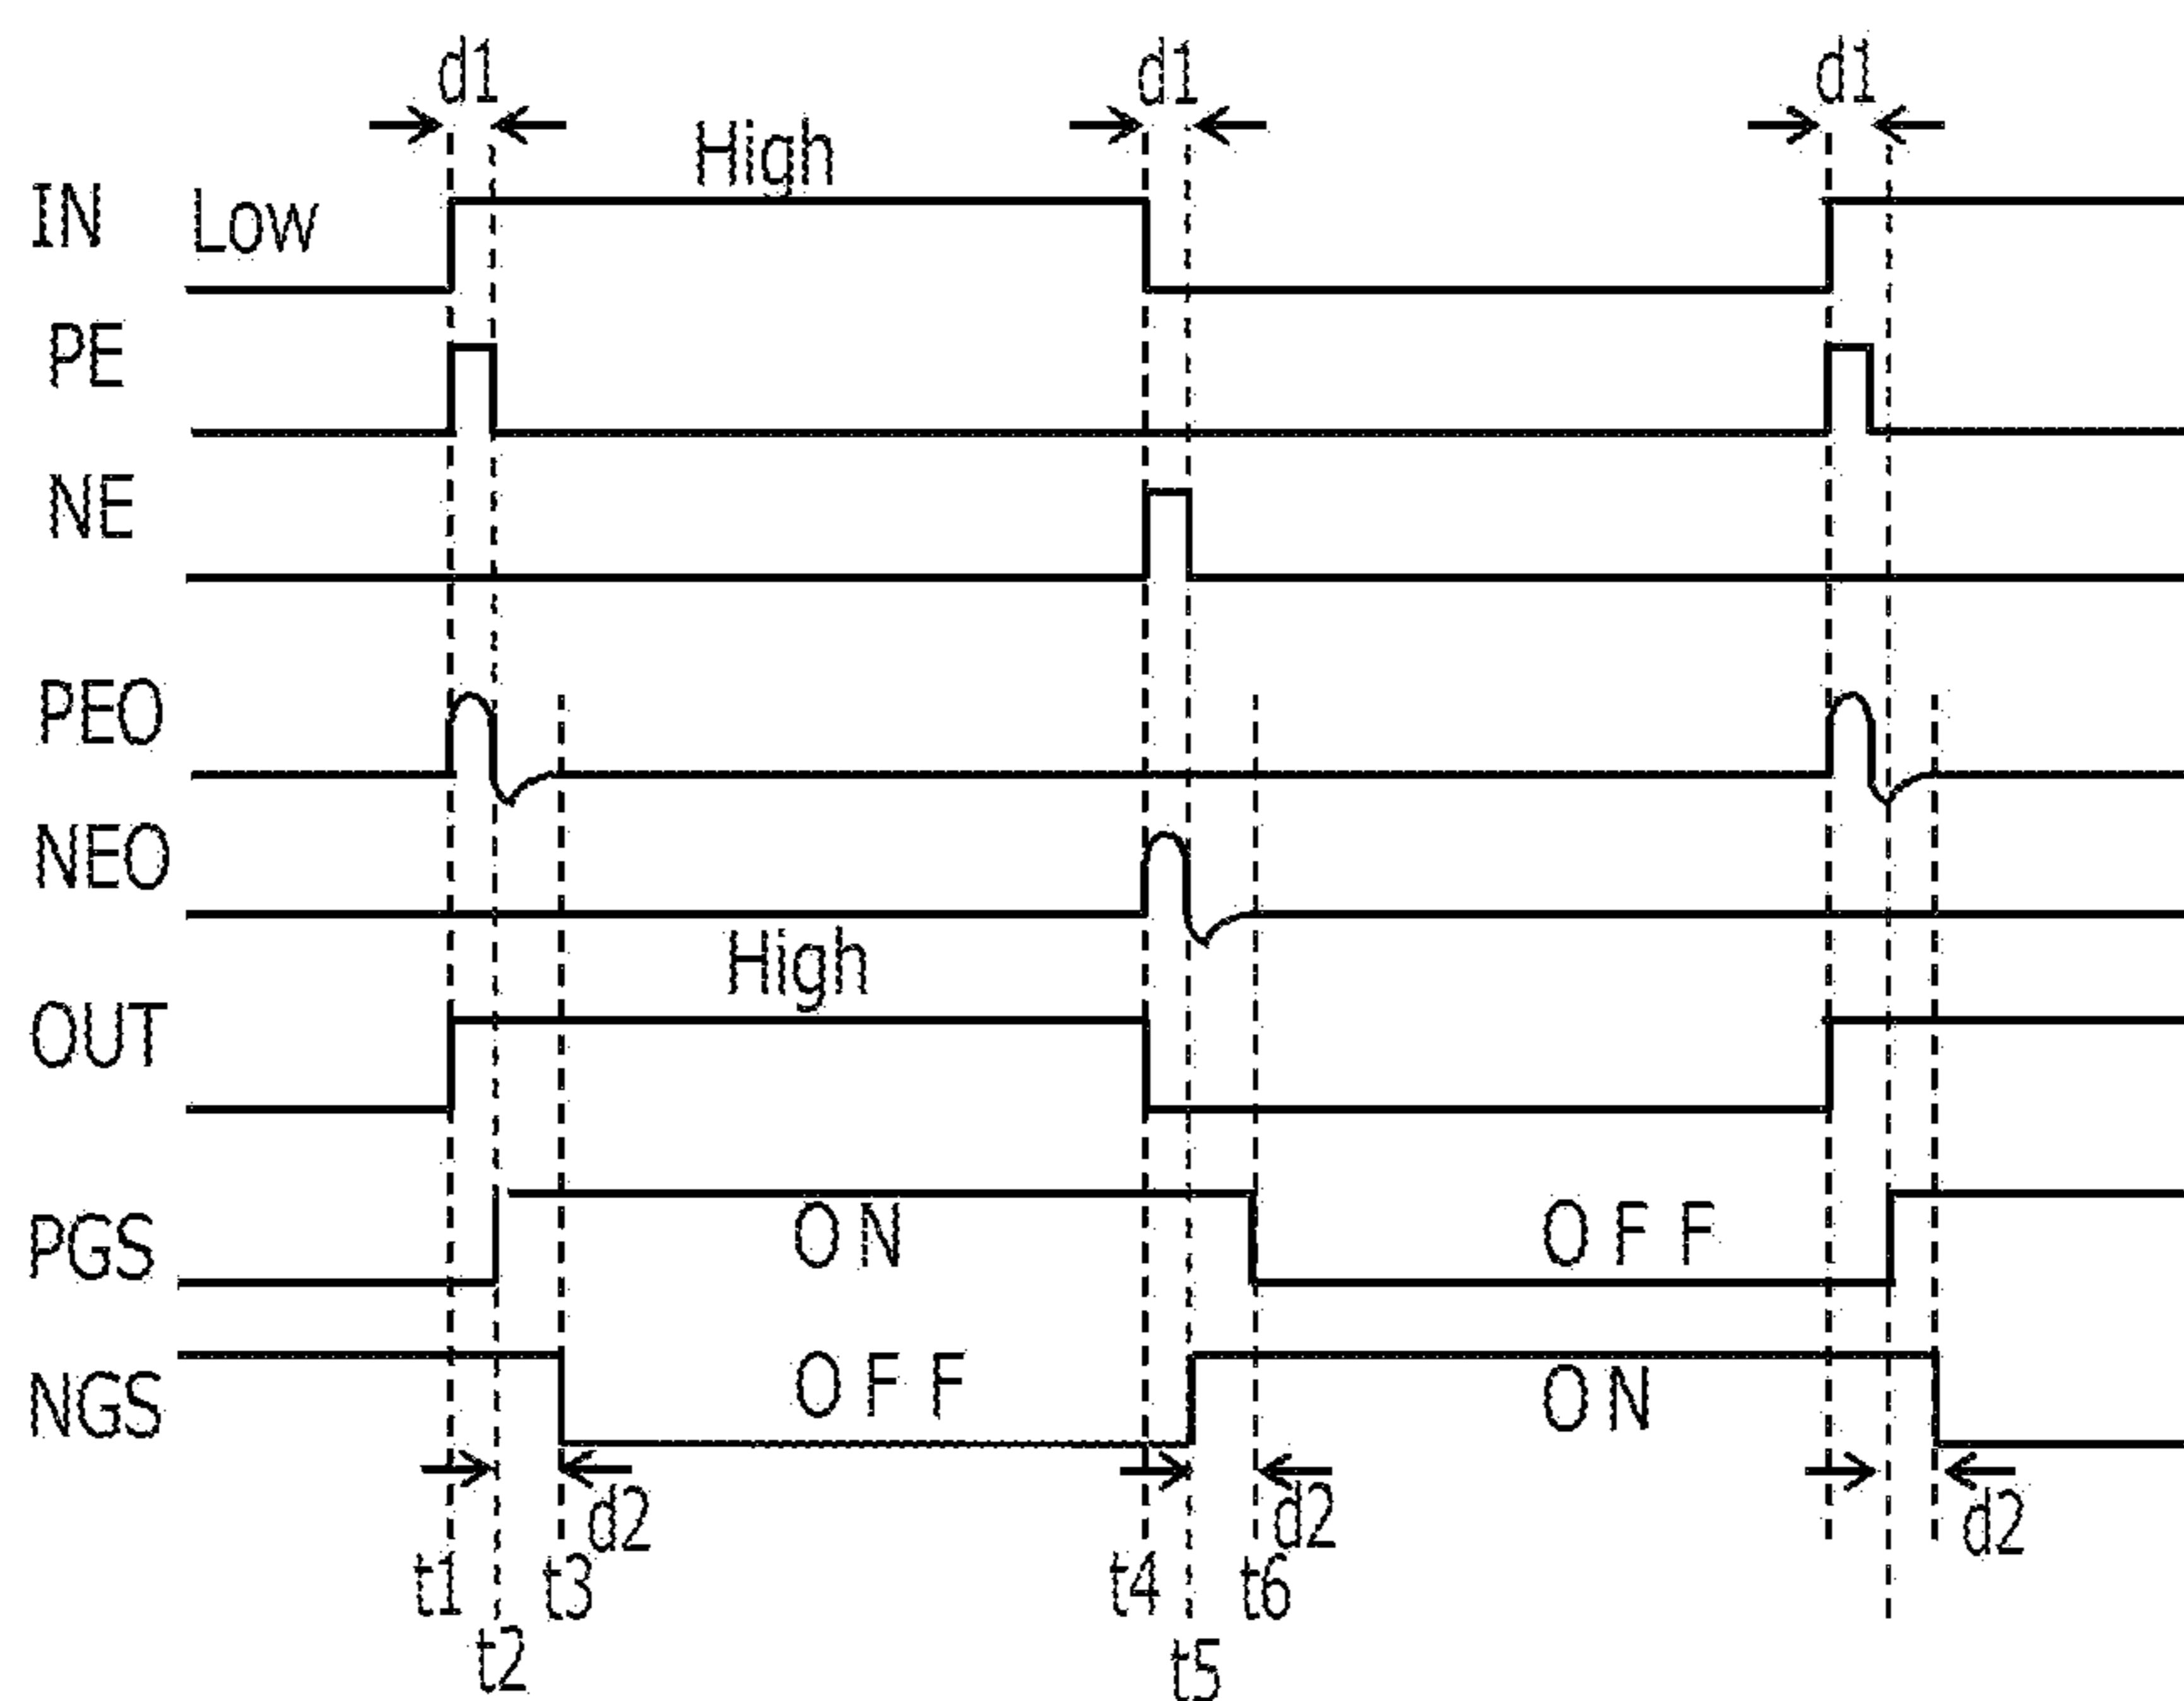 d1 d1 d1
High
IN Low
PE
NE
PEO
NEO
High
OUT
PGS ON OFF
NGS OFF ON
d2 d2 d2
t1 t3 t4 t6
t2 t5